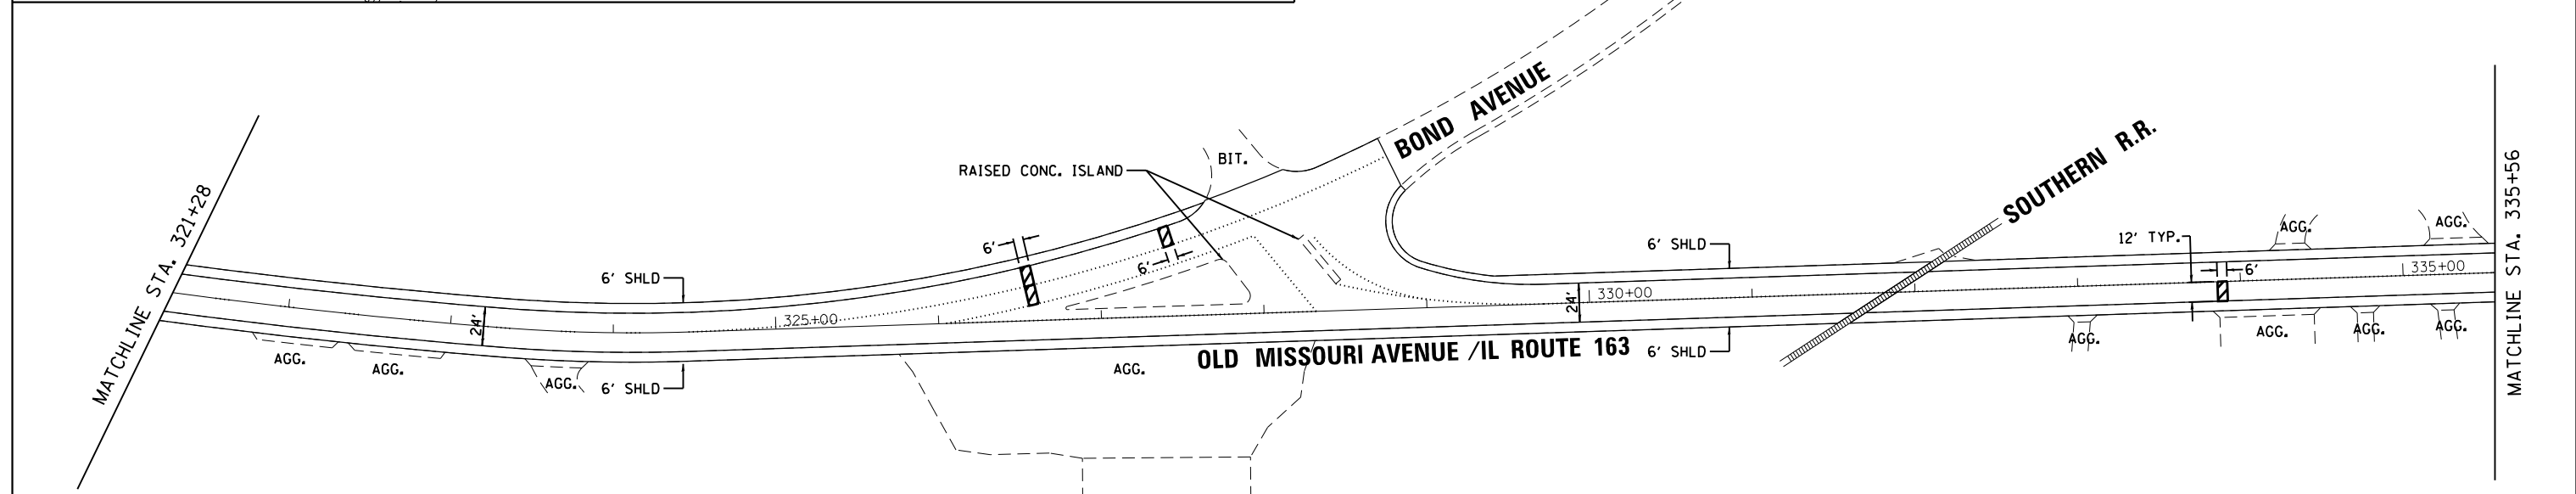 MATCHLINE STA. 321+28
AGG.
AGG.
24'
AGG.
6' SHLD
6' SHLD
325+00
RAISED CONC. ISLAND
BIT.
6'
6'
BOND AVENUE
AGG.
OLD MISSOURI AVENUE /IL ROUTE 163
24'
330+00
6' SHLD
6' SHLD
SOUTHERN R.R.
12' TYP.
6'
AGG.
AGG.
335+00
AGG.
AGG.
AGG.
AGG.
MATCHLINE STA. 335+56